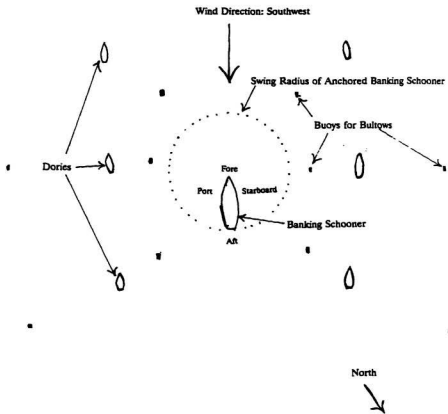 Wind Direction: Southwest
Swing Radius of Anchored Banking Schooner
Buoys for Bultows
Dories
Fore
Port
Starboard
Banking Schooner
Aft
North